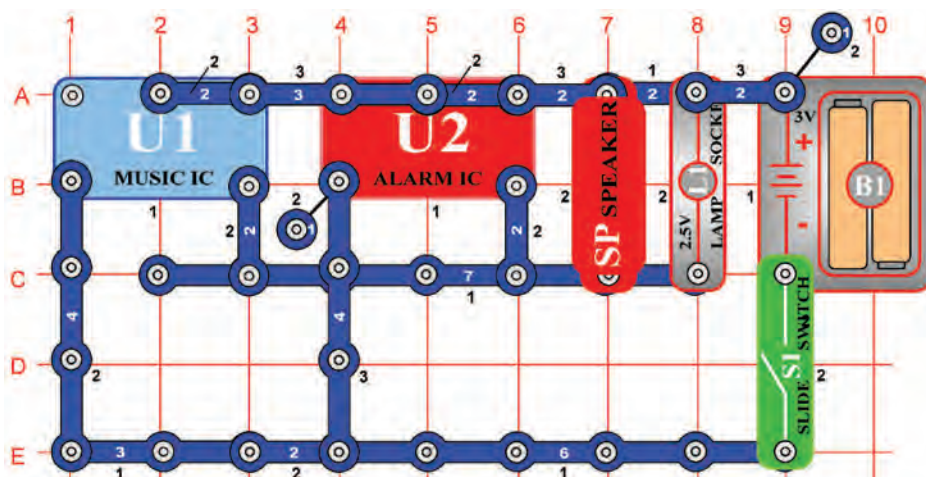 1 2 3 4 5 6 7 8 9 10
1
2
2 3 2 3 1 3
A 2 3 2 2 2 2 3V
U1 U2 SP SPEAKER 2.5V L1 LAMP SOCKE + B1
B MUSIC IC ALARM IC
1 2 1 2 2 1
2 2 1 2 2 -
C 7
1
4 4 SLIDE S1 SWITCH
D 2 3 2
E 3 2 6
1 2 1